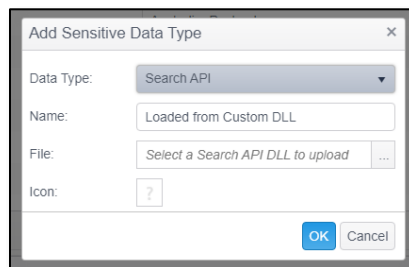 Add Sensitive Data Type ×
Data Type: Search API
Name: Loaded from Custom DLL
File: Select a Search API DLL to upload ...
Icon: ?
OK Cancel